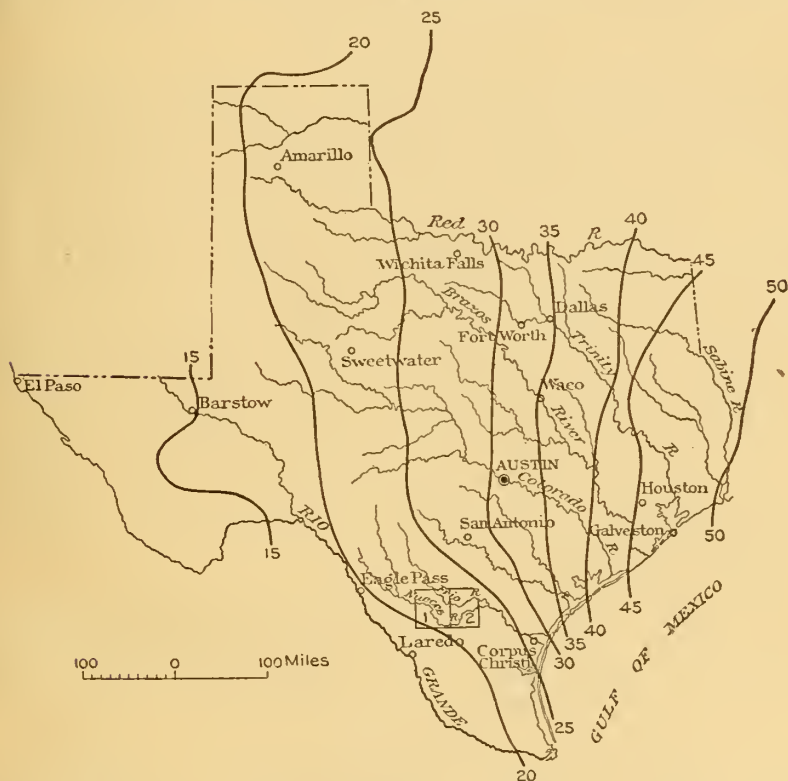 25
20
Amarillo
Red
R
30
35
40
45
50
Wichita Falls
Brazos
Dallas
Fort Worth
Trinity
Sabine R
Sweetwater
15
El Paso
Barstow
Waco
River
R
AUSTIN
Colorado
Houston
San Antonio
R
Galveston
RIO
15
50
Eagle Pass
Nueces
Frio
R
1
R
2
45
40
35
Laredo
Corpus
Christi
30
100
0
100 Miles
GRANDE
GULF OF MEXICO
25
20